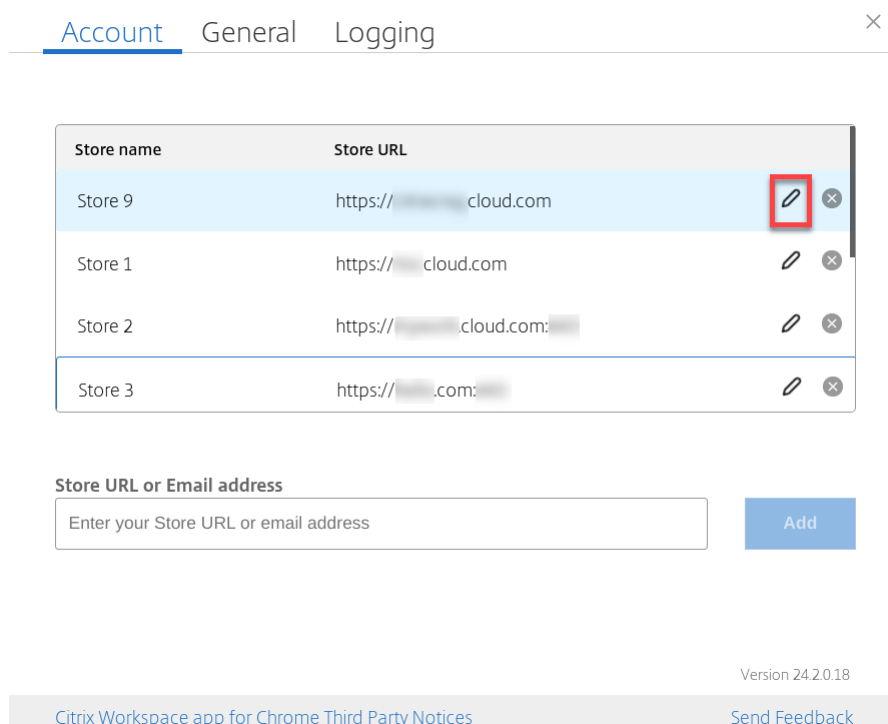 Account General Logging
Store name Store URL
Store 9 https:// .cloud.com
Store 1 https:// cloud.com
Store 2 https:// .cloud.com:
Store 3 https:// .com:
Store URL or Email address
Enter your Store URL or email address Add
Version 24.2.0.18
Citrix Workspace app for Chrome Third Party Notices Send Feedback